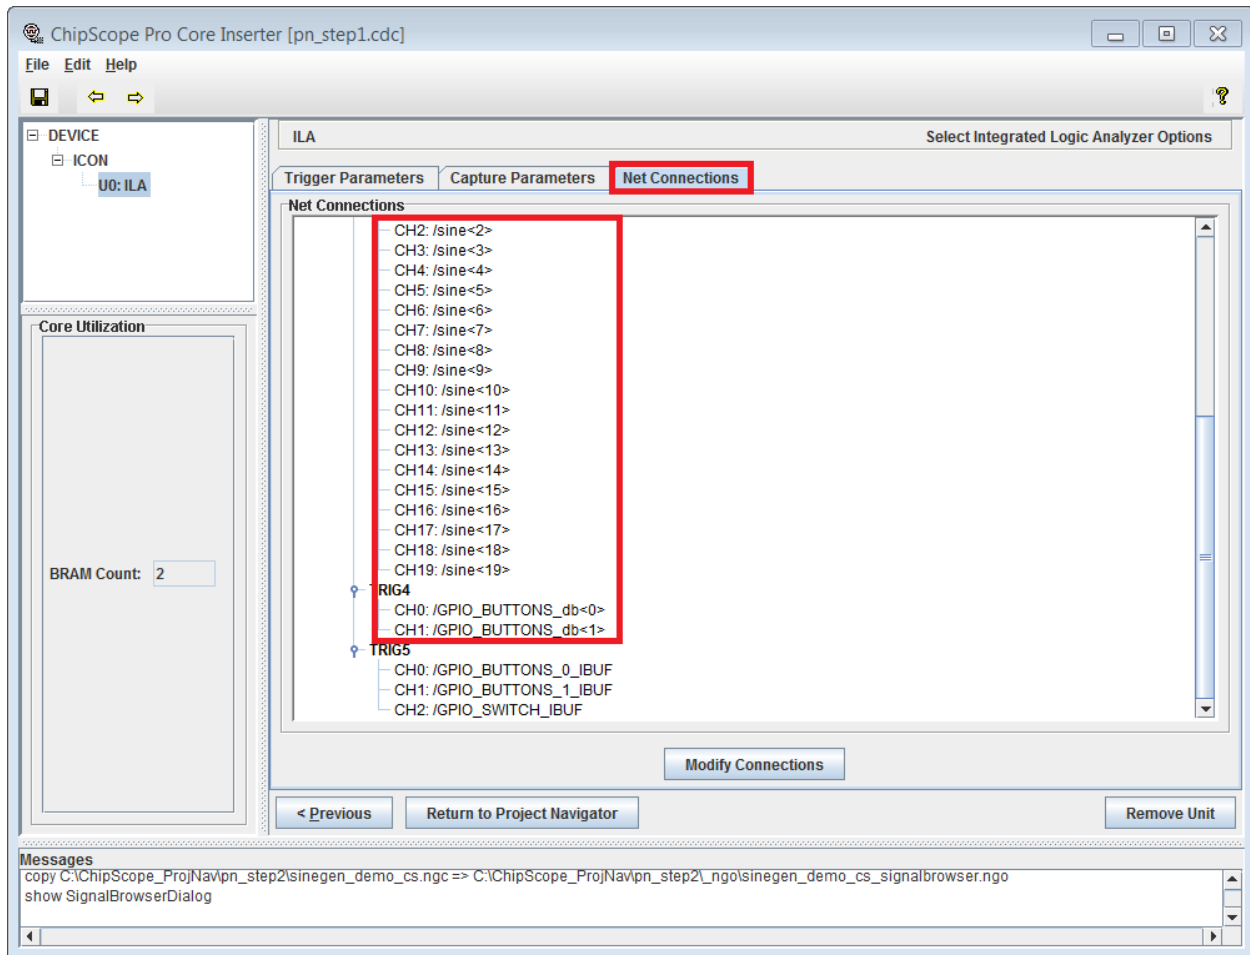 ChipScope Pro Core Inserter [pn_step1.cdc]
File Edit Help
DEVICE
ICON
U0: ILA
ILA
Select Integrated Logic Analyzer Options
Trigger Parameters
Capture Parameters
Net Connections
Net Connections
CH2: /sine<2>
CH3: /sine<3>
CH4: /sine<4>
CH5: /sine<5>
CH6: /sine<6>
CH7: /sine<7>
CH8: /sine<8>
CH9: /sine<9>
CH10: /sine<10>
CH11: /sine<11>
CH12: /sine<12>
CH13: /sine<13>
CH14: /sine<14>
CH15: /sine<15>
CH16: /sine<16>
CH17: /sine<17>
CH18: /sine<18>
CH19: /sine<19>
TRIG4
CH0: /GPIO_BUTTONS_db<0>
CH1: /GPIO_BUTTONS_db<1>
TRIG5
CH0: /GPIO_BUTTONS_0_IBUF
CH1: /GPIO_BUTTONS_1_IBUF
CH2: /GPIO_SWITCH_IBUF
Core Utilization
BRAM Count: 2
Modify Connections
< Previous
Return to Project Navigator
Remove Unit
Messages
copy C:\ChipScope_ProjNav\pn_step2\sinegen_demo_cs.ngc => C:\ChipScope_ProjNav\pn_step2\_ngo\sinegen_demo_cs_signalbrowser.ngo
show SignalBrowserDialog